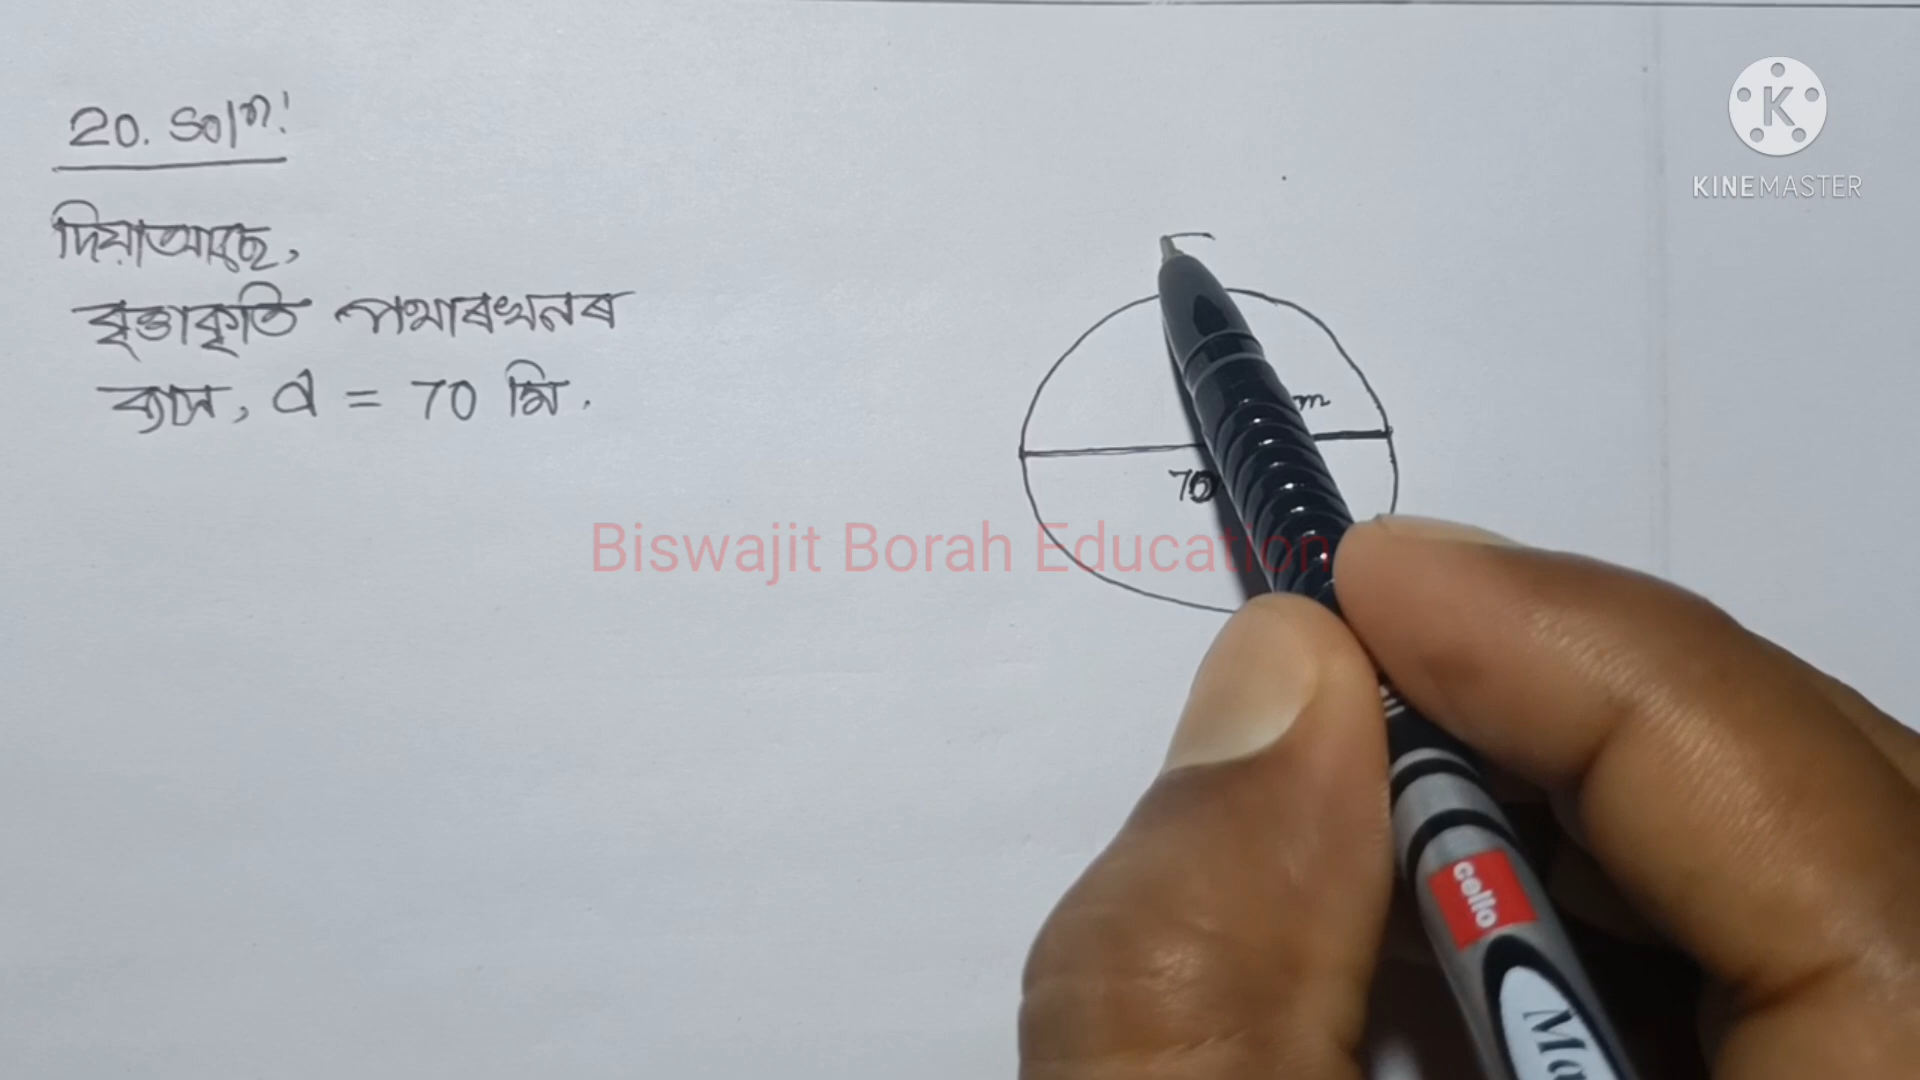 20. Solⁿ!
দিয়াআছে,
বৃত্তাকৃতি পথাৰখনৰ
ব্যাস, d = 70 মি.
m
70
KINEMASTER
Biswajit Borah Education
cello